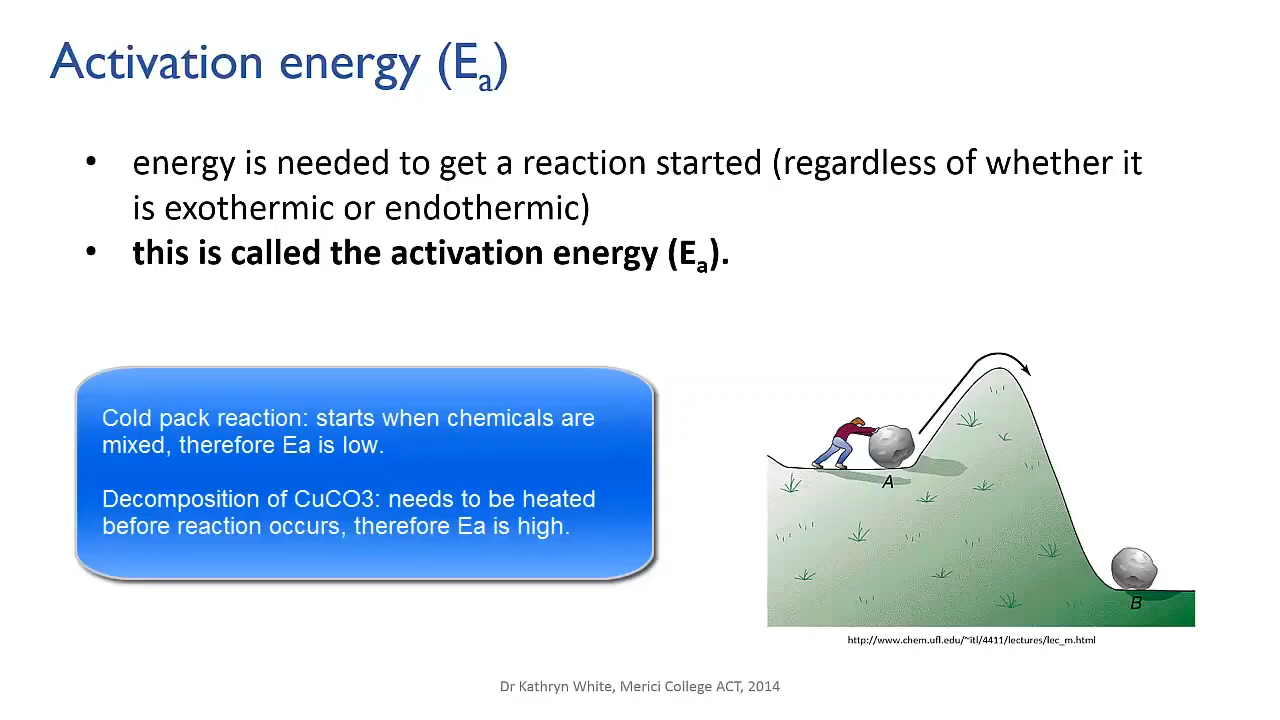 Activation energy (Ea)
• energy is needed to get a reaction started (regardless of whether it
is exothermic or endothermic)
• this is called the activation energy (Ea).
Cold pack reaction: starts when chemicals are
mixed, therefore Ea is low.
Decomposition of CuCO3: needs to be heated
before reaction occurs, therefore Ea is high.
A
B
http://www.chem.ufl.edu/~itl/4411/lectures/lec_m.html
Dr Kathryn White, Merici College ACT, 2014